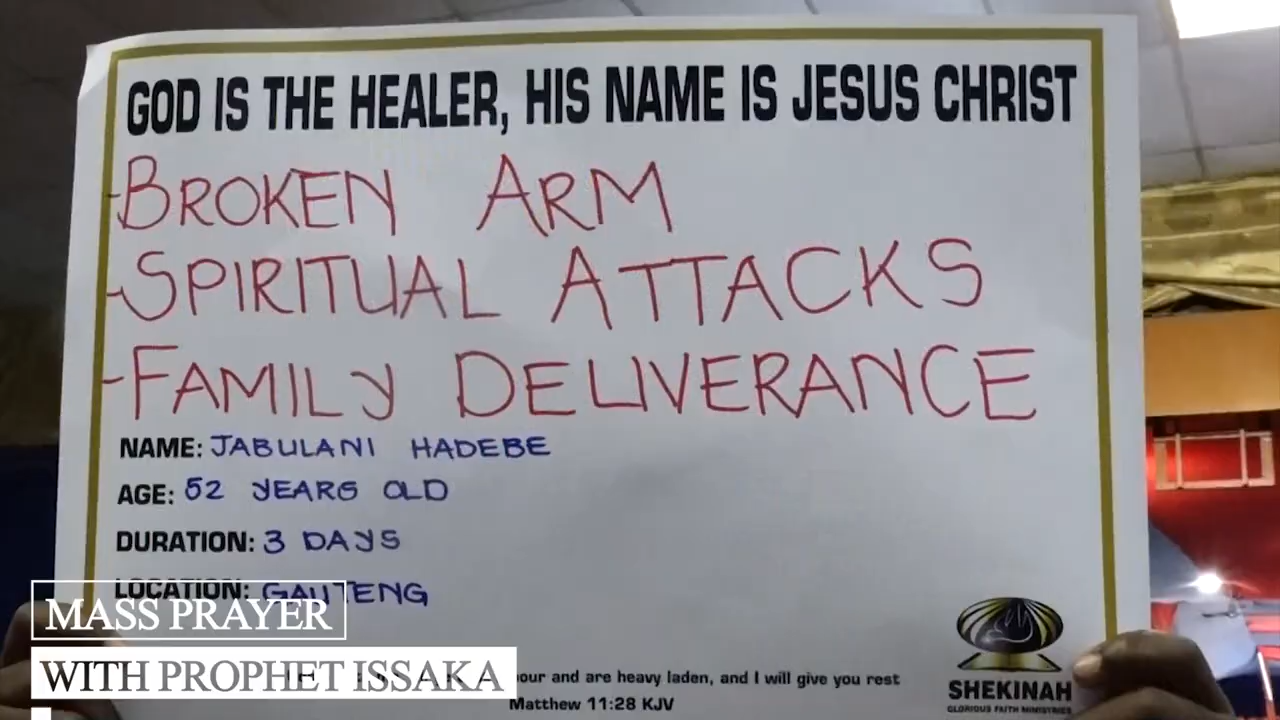 GOD IS THE HEALER, HIS NAME IS JESUS CHRIST
-BROKEN ARM
-SPIRITUAL ATTACKS
-FAMILY DELIVERANCE
NAME: JABULANI HADEBE
AGE: 52 YEARS OLD
DURATION: 3 DAYS
LOCATION: GAUTENG
MASS PRAYER
WITH PROPHET ISSAKA
and are heavy laden, and I will give you rest
Matthew 11:28 KJV
SHEKINAH
GLORIOUS FAITH MINISTRIES